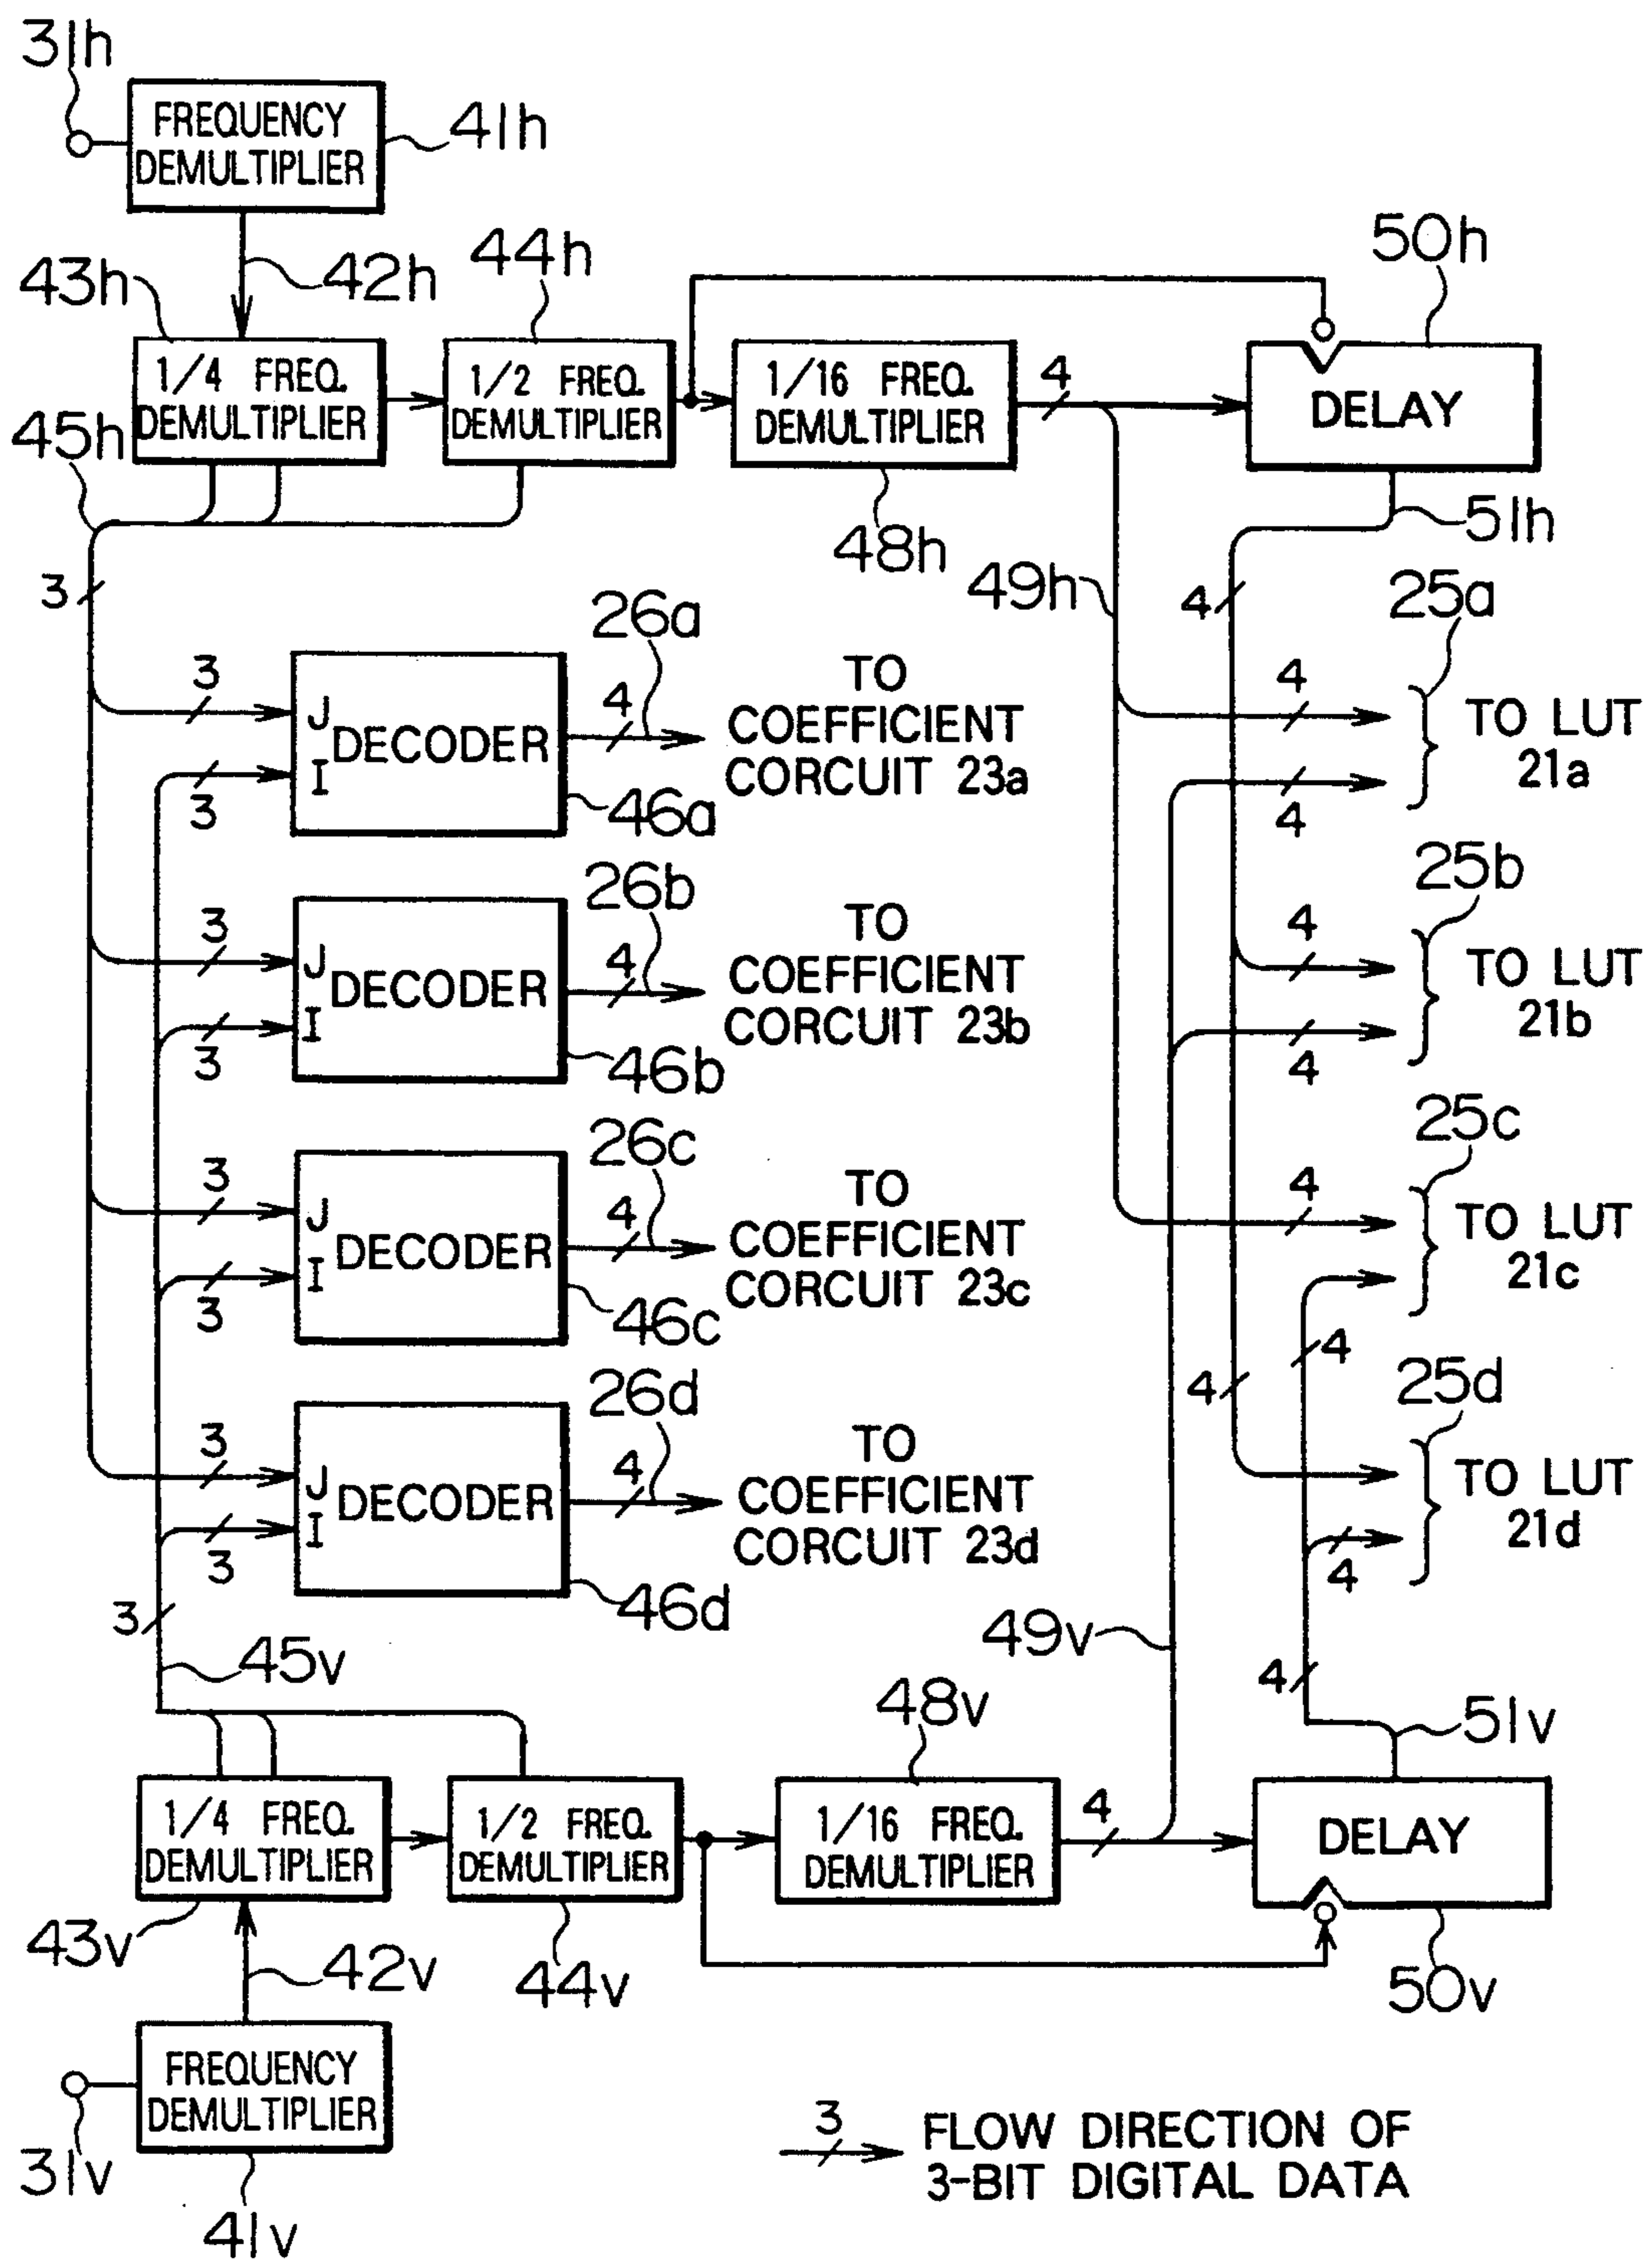 31h
FREQUENCY
DEMULTIPLIER
41h
42h
43h
44h
50h
1/4 FREQ.
DEMULTIPLIER
1/2 FREQ.
DEMULTIPLIER
1/16 FREQ.
DEMULTIPLIER
4
DELAY
45h
48h
51h
3
49h
4
25a
26a
3
J
I
DECODER
3
4
46a
TO
COEFFICIENT
CORCUIT 23a
4
4
TO LUT
21a
25b
26b
3
J
I
DECODER
3
4
46b
TO
COEFFICIENT
CORCUIT 23b
4
4
TO LUT
21b
25c
26c
3
J
I
DECODER
3
4
46c
TO
COEFFICIENT
CORCUIT 23c
4
4
TO LUT
21c
4
25d
26d
3
J
I
DECODER
3
4
46d
TO
COEFFICIENT
CORCUIT 23d
4
TO LUT
21d
3
45v
49v
4
48v
51v
1/4 FREQ.
DEMULTIPLIER
1/2 FREQ.
DEMULTIPLIER
1/16 FREQ.
DEMULTIPLIER
4
DELAY
43v
42v
44v
50v
FREQUENCY
DEMULTIPLIER
31v
41v
3
FLOW DIRECTION OF
3-BIT DIGITAL DATA